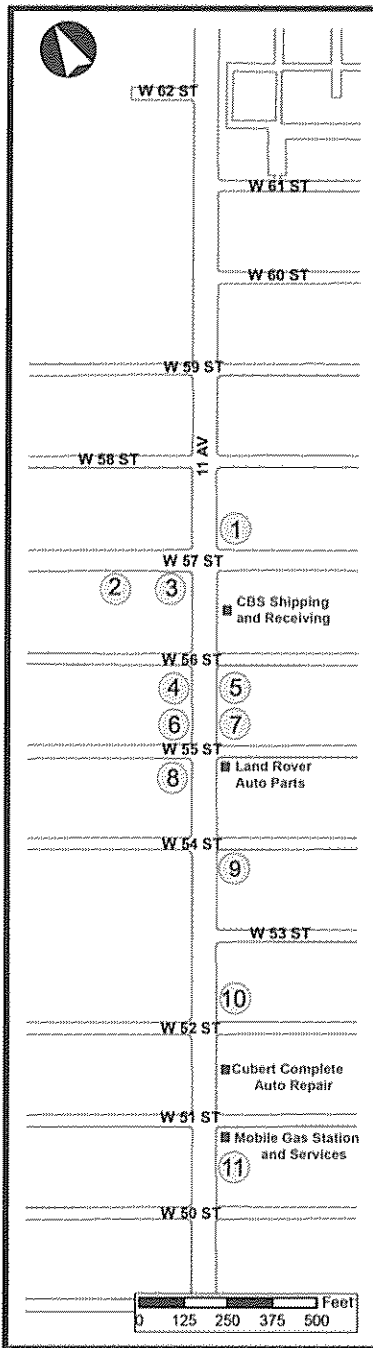 W 62 ST
W 61 ST
W 60 ST
W 59 ST
11 AV
W 58 ST
1
W 57 ST
2 3
CBS Shipping
and Receiving
W 56 ST
4 5
6 7
W 55 ST
8
Land Rover
Auto Parts
W 54 ST
9
W 53 ST
10
W 52 ST
Cubert Complete
Auto Repair
W 51 ST
Mobile Gas Station
and Services
11
W 50 ST
Feet
0 125 250 375 500